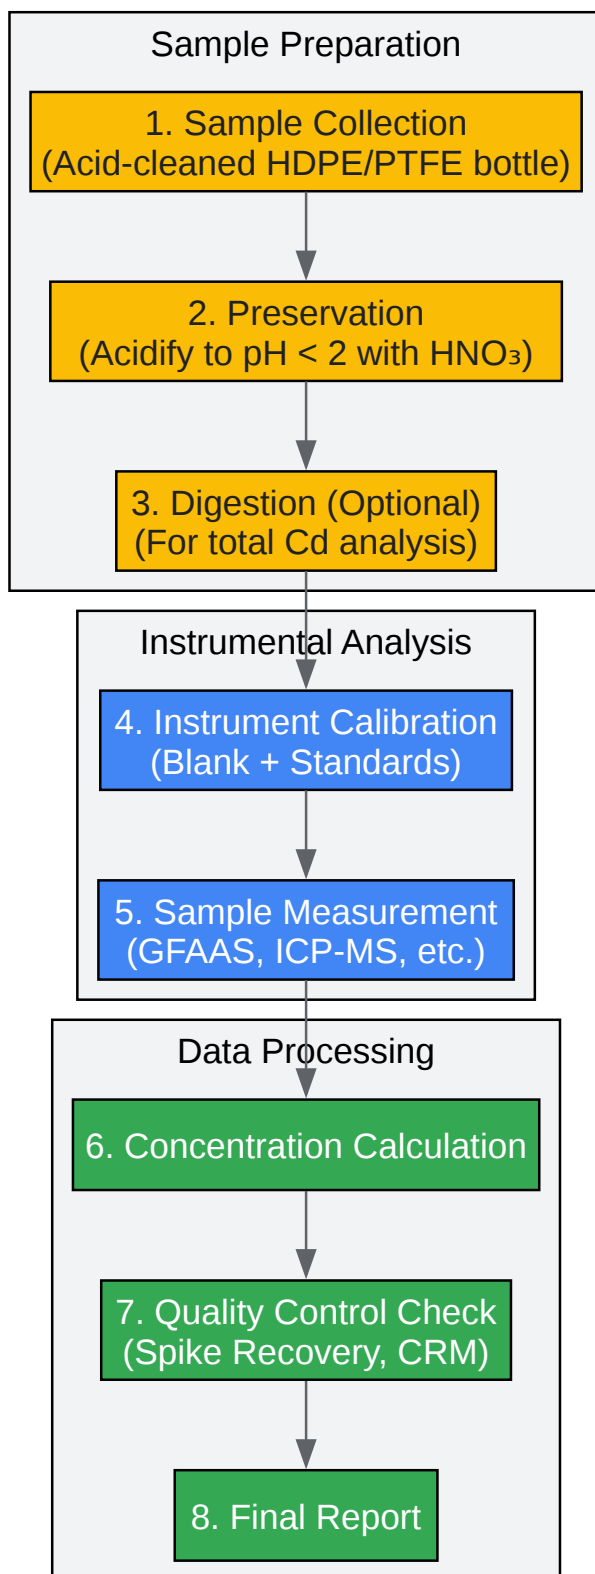 Sample Preparation
1. Sample Collection
(Acid-cleaned HDPE/PTFE bottle)
2. Preservation
(Acidify to pH < 2 with HNO₃)
3. Digestion (Optional)
(For total Cd analysis)
Instrumental Analysis
4. Instrument Calibration
(Blank + Standards)
5. Sample Measurement
(GFAAS, ICP-MS, etc.)
Data Processing
6. Concentration Calculation
7. Quality Control Check
(Spike Recovery, CRM)
8. Final Report